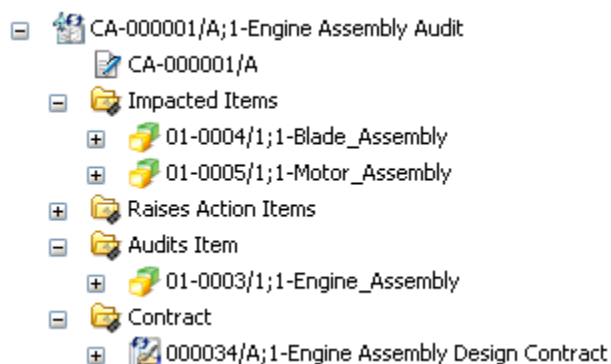 CA-000001/A;1-Engine Assembly Audit
CA-000001/A
Impacted Items
01-0004/1;1-Blade_Assembly
01-0005/1;1-Motor_Assembly
Raises Action Items
Audits Item
01-0003/1;1-Engine_Assembly
Contract
000034/A;1-Engine Assembly Design Contract